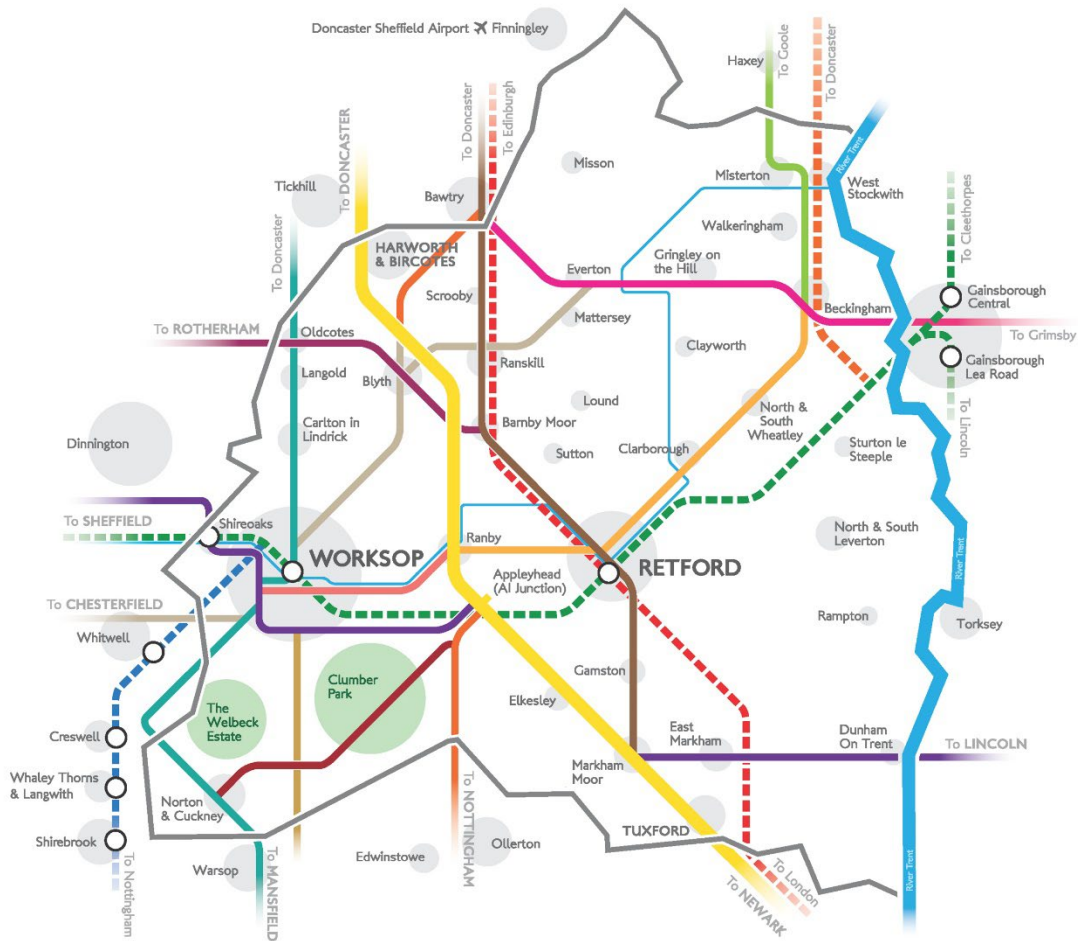 Doncaster Sheffield Airport ✈ Finningley
Haxey
To Goole
To Doncaster
To DONCASTER
To Doncaster
To Edinburgh
River Trent
Misson
Tickhill
Bawtry
Misterton
West
Stockwith
To Cleethorpes
To Doncaster
Walkeringham
HARWORTH
& BIRCOTES
Everton
Gringley on
the Hill
Scrooby
Gainsborough
Central
Beckingham
To ROTHERHAM
Oldcotes
Mattersey
To Grimsby
Langold
Blyth
Ranskill
Clayworth
Gainsborough
Lea Road
Lound
To Lincoln
Carlton in
Lindrick
Barnby Moor
North &
South
Wheatley
Dinnington
Sutton
Clarborough
Sturton le
Steeple
To SHEFFIELD
Shireoaks
WORKSOP
Ranby
RETFORD
North & South
Leverton
River Trent
Appleyhead
(AI Junction)
To CHESTERFIELD
Whitwell
Rampton
Torksey
Clumber
Park
Gamston
The
Welbeck
Estate
Elkesley
Creswell
East
Markham
Dunham
On Trent
To LINCOLN
Markham
Moor
Whaley Thorns
& Langwith
Norton
& Cuckney
To NOTTINGHAM
TUXFORD
Shirebrook
Ollerton
Edwinstowe
Warsop
To Nottingham
To MANSFIELD
To London
To NEWARK
River Trent